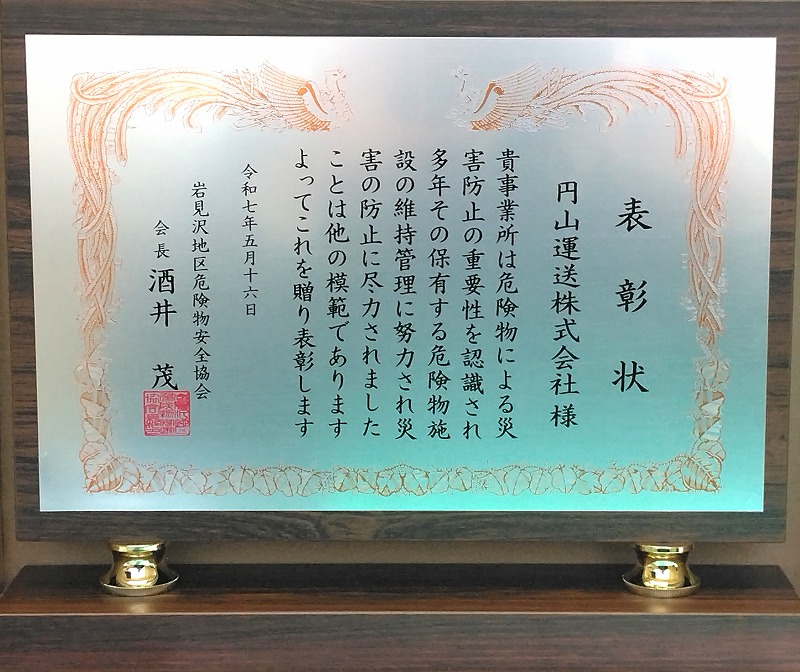 表彰状
円山運送株式会社様
貴事業所は危険物による災
害防止の重要性を認識され
多年その保有する危険物施
設の維持管理に努力され災
害の防止に尽力されました
ことは他の模範であります
よってこれを贈り表彰します
令和七年五月十六日
岩見沢地区危険物安全協会
会長 酒井 茂